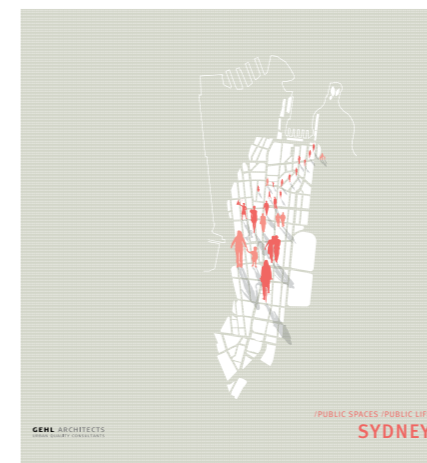 /PUBLIC SPACES /PUBLIC LIF
SYDNEY
GEHL ARCHITECTS
URBAN QUALITY CONSULTANTS